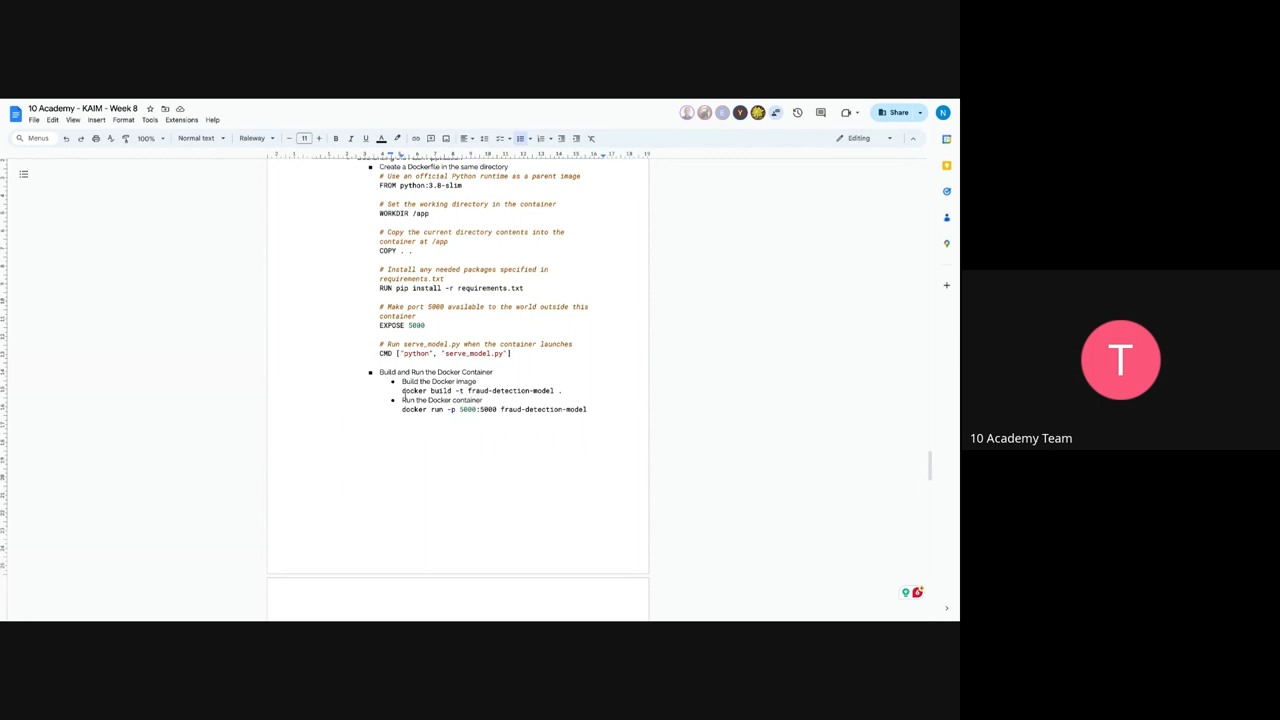 10 Academy - KAIM - Week 8
File Edit View Insert Format Tools Extensions Help
Share
N
Menus
100%
Normal text
Raleway
11
Editing
Create a Dockerfile in the same directory
# Use an official Python runtime as a parent image
FROM python:3.8-slim
# Set the working directory in the container
WORKDIR /app
# Copy the current directory contents into the
container at /app
COPY . .
# Install any needed packages specified in
requirements.txt
RUN pip install -r requirements.txt
# Make port 5000 available to the world outside this
container
EXPOSE 5000
# Run serve_model.py when the container launches
CMD ["python", "serve_model.py"]
Build and Run the Docker Container
Build the Docker image
docker build -t fraud-detection-model .
Run the Docker container
docker run -p 5000:5000 fraud-detection-model
T
10 Academy Team